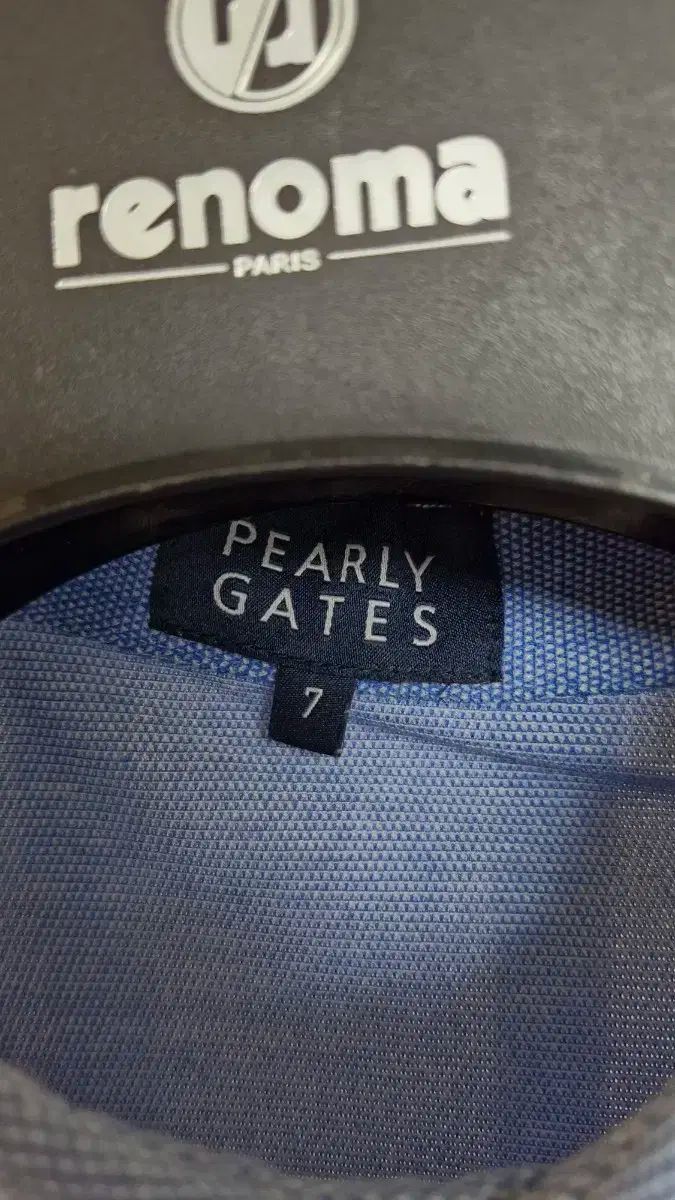 renoma
PARIS
PEARLY
GATES
7